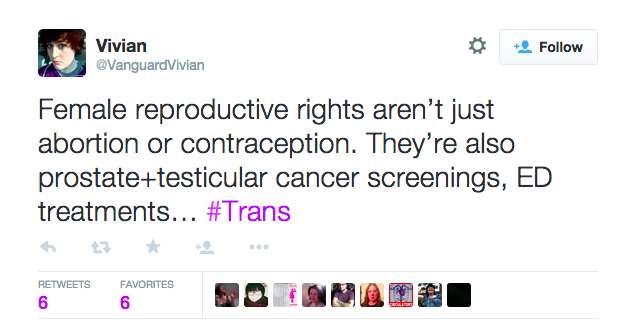 Vivian
@VanguardVivian
Follow
Female reproductive rights aren’t just
abortion or contraception. They’re also
prostate+testicular cancer screenings, ED
treatments… #Trans
RETWEETS
FAVORITES
6
6